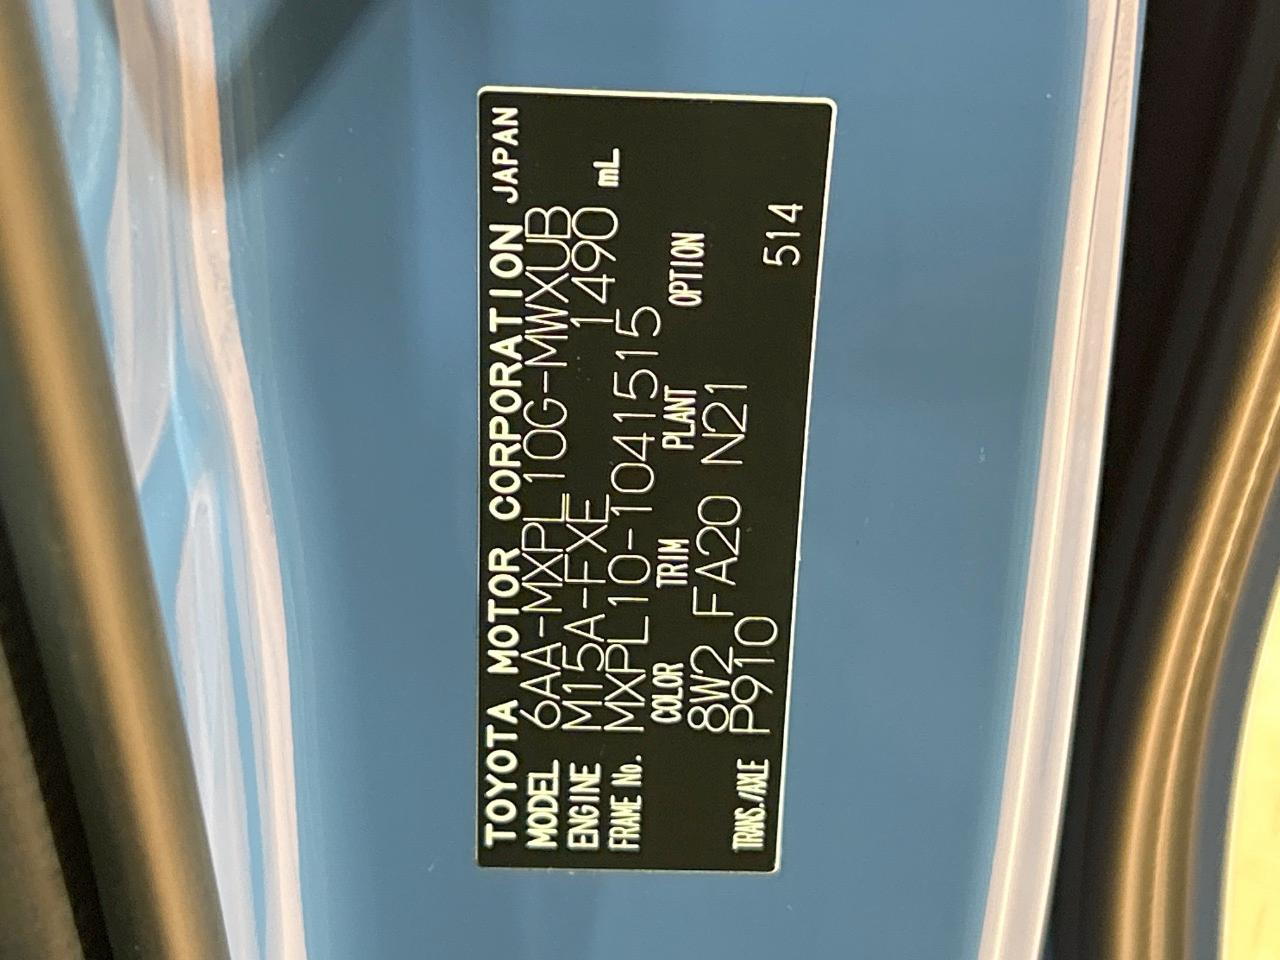 TOYOTA MOTOR CORPORATION JAPAN
MODEL 6AA-MXPL10G-MWXUB
ENGINE M15A-FXE 1490 mL
FRAME No. MXPL10-1041515
COLOR TRIM PLANT OPTION
8W2 FA20 N21
TRANS./AXLE P910 514